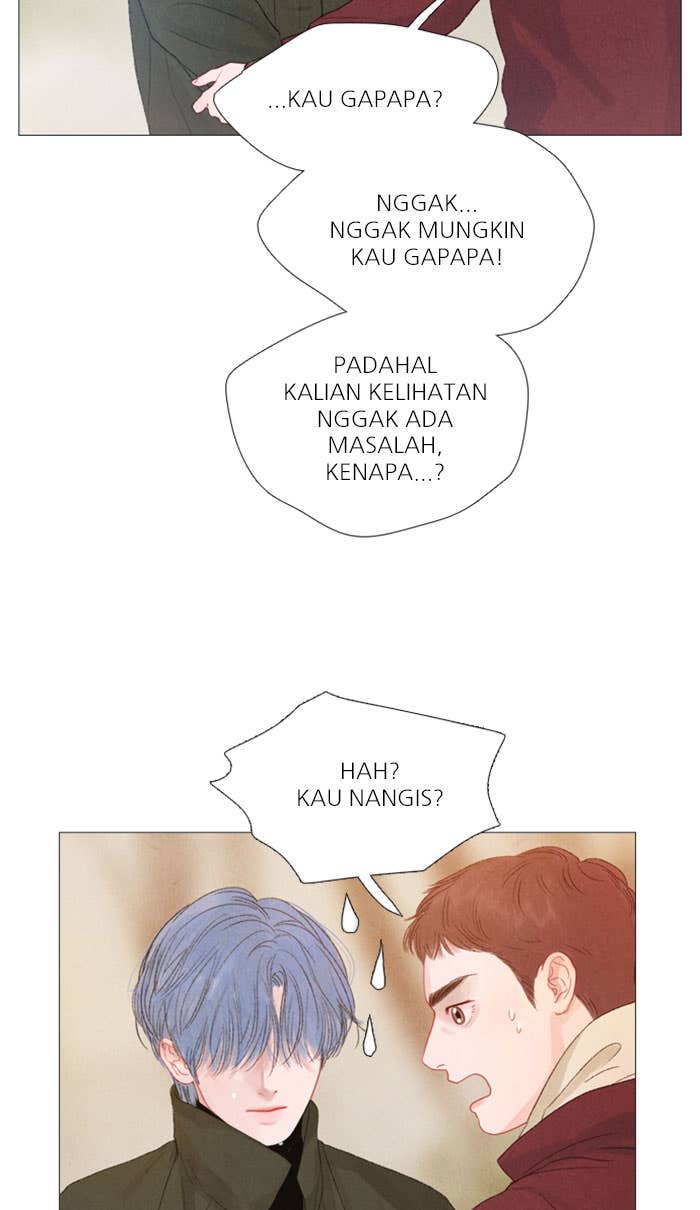 ...KAU GAPAPA?
NGGAK...
NGGAK MUNGKIN
KAU GAPAPA!
PADAHAL
KALIAN KELIHATAN
NGGAK ADA
MASALAH,
KENAPA...?
HAH?
KAU NANGIS?